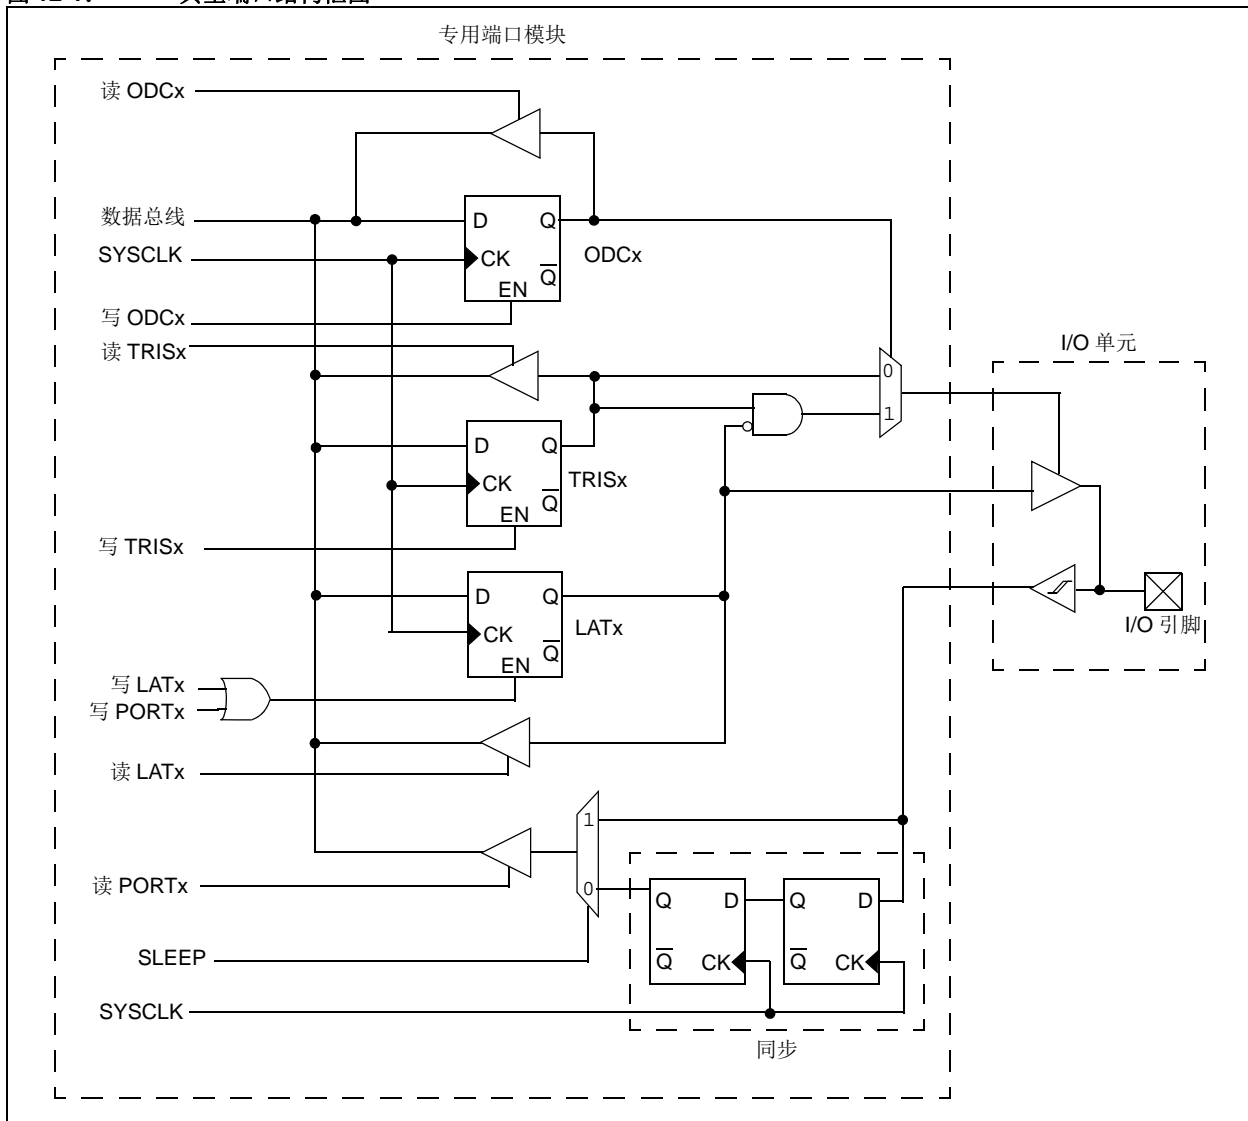 专用端口模块
读 ODCx
数据总线
D
Q
SYSCLK
CK
Q
ODCx
EN
写 ODCx
读 TRISx
I/O 单元
0
1
D
Q
CK
Q
TRISx
EN
写 TRISx
D
Q
CK
Q
LATx
EN
I/O 引脚
写 LATx
写 PORTx
读 LATx
1
读 PORTx
0
Q
D
Q
D
SLEEP
Q
CK
Q
CK
SYSCLK
同步